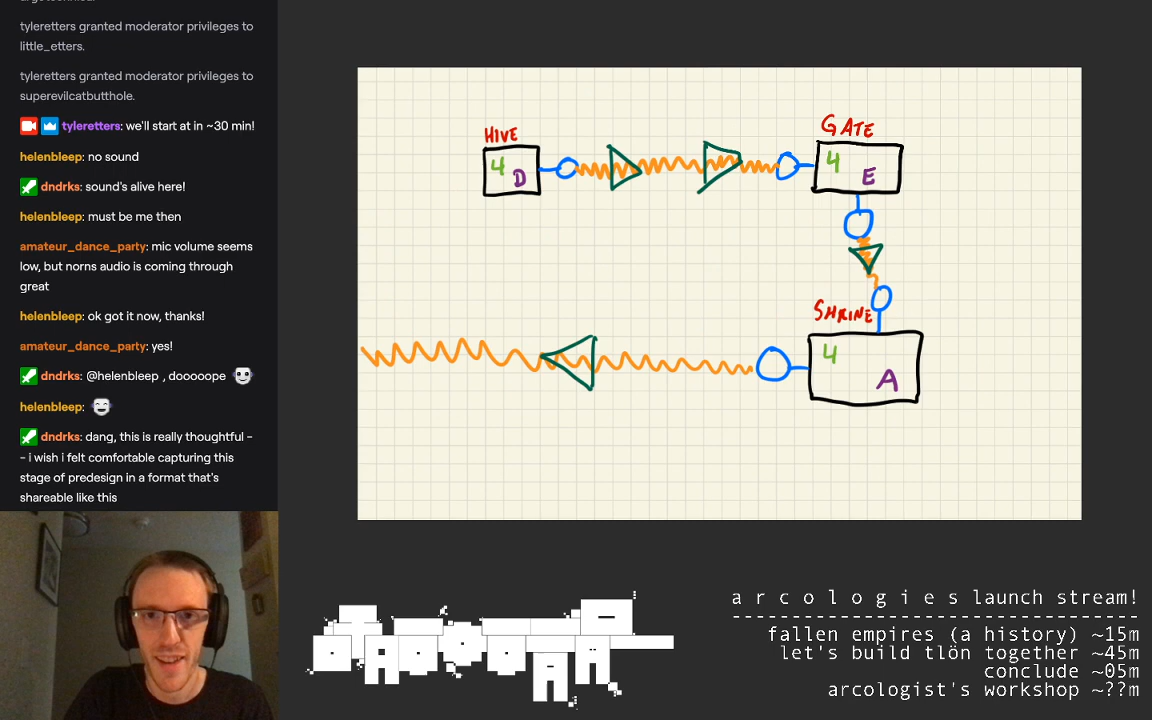 tyleretters granted moderator privileges to
little_etters.
tyleretters granted moderator privileges to
superevilcatbutthole.
tyleretters: we'll start at in ~30 min!
helenbleep: no sound
dndrks: sound's alive here!
helenbleep: must be me then
amateur_dance_party: mic volume seems
low, but norns audio is coming through
great
helenbleep: ok got it now, thanks!
amateur_dance_party: yes!
dndrks: @helenbleep , dooooope
helenbleep:
dndrks: dang, this is really thoughtful -
- i wish i felt comfortable capturing this
stage of predesign in a format that's
shareable like this
HIVE
4
D
GATE
4
E
SHRINE
4
A
arcologies launch stream!
--------------------------------------
fallen empires (a history) ~15m
let's build tlön together ~45m
conclude ~05m
arcologist's workshop ~??m